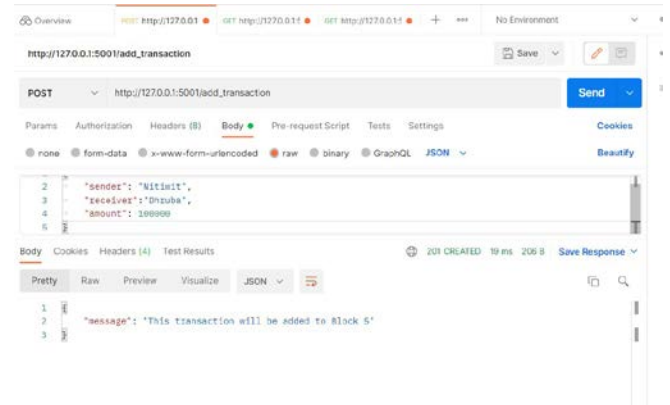 Overview POST http://127.0.0.1 GET http://127.0.0.1:5 GET http://127.0.0.1:5 + No Environment
http://127.0.0.1:5001/add_transaction Save
POST http://127.0.0.1:5001/add_transaction Send
Params Authorization Headers (8) Body Pre-request Script Tests Settings Cookies
none form-data x-www-form-urlencoded raw binary GraphQL JSON Beautify
2 "sender": "Nitimit",
3 "receiver":"Dhruba",
4 "amount": 100000
5
Body Cookies Headers (4) Test Results 201 CREATED 19 ms 206 B Save Response
Pretty Raw Preview Visualize JSON
1
2 "message": "This transaction will be added to Block 5"
3